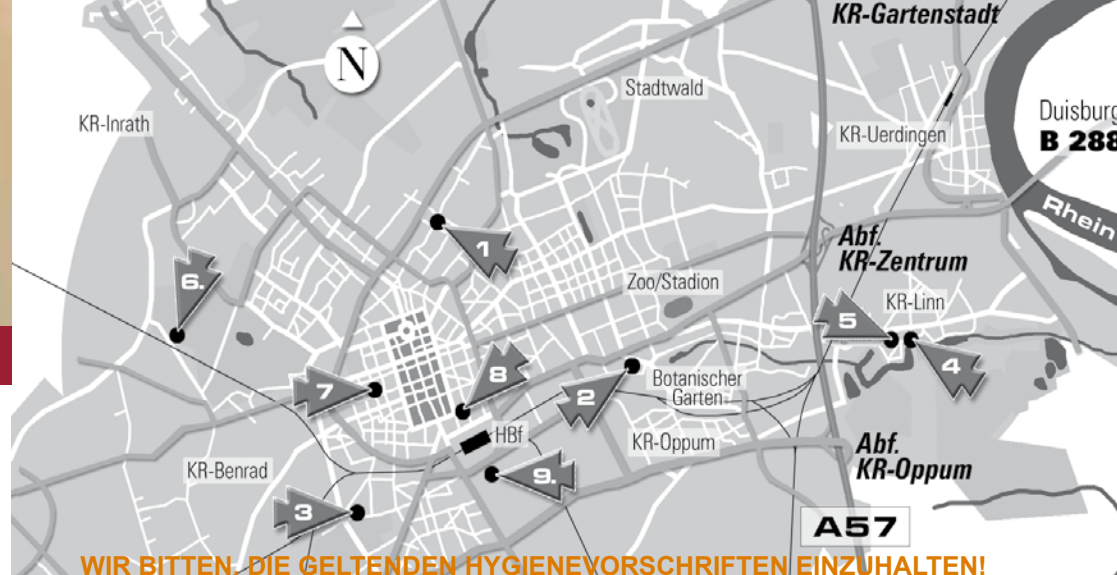 KR-Gartenstadt
N
Stadtwald
Duisburg
B 288
KR-Inrath
KR-Uerdingen
Rhein
1
Abf.
KR-Zentrum
6.
Zoo/Stadion
KR-Linn
5
4
8
7
2
Botanischer
Garten
HBf
KR-Oppum
Abf.
KR-Oppum
KR-Benrad
9.
3
A57
WIR BITTEN, DIE GELTENDEN HYGIENEVORSCHRIFTEN EINZUHALTEN!